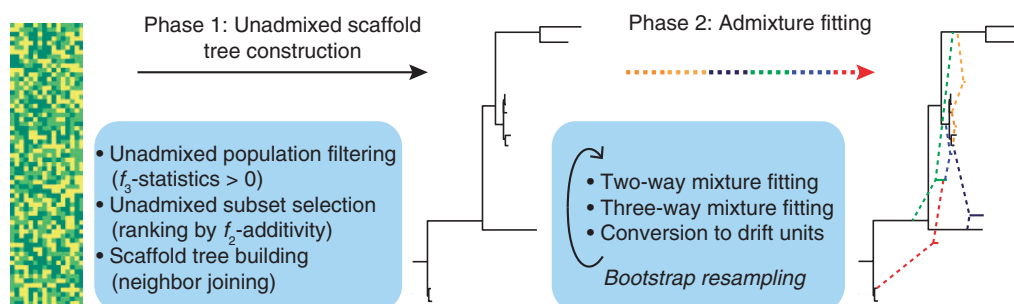 Phase 1: Unadmixed scaffold
tree construction
• Unadmixed population filtering
(f3-statistics > 0)
• Unadmixed subset selection
(ranking by f2-additivity)
• Scaffold tree building
(neighbor joining)
Phase 2: Admixture fitting
• Two-way mixture fitting
• Three-way mixture fitting
• Conversion to drift units
Bootstrap resampling